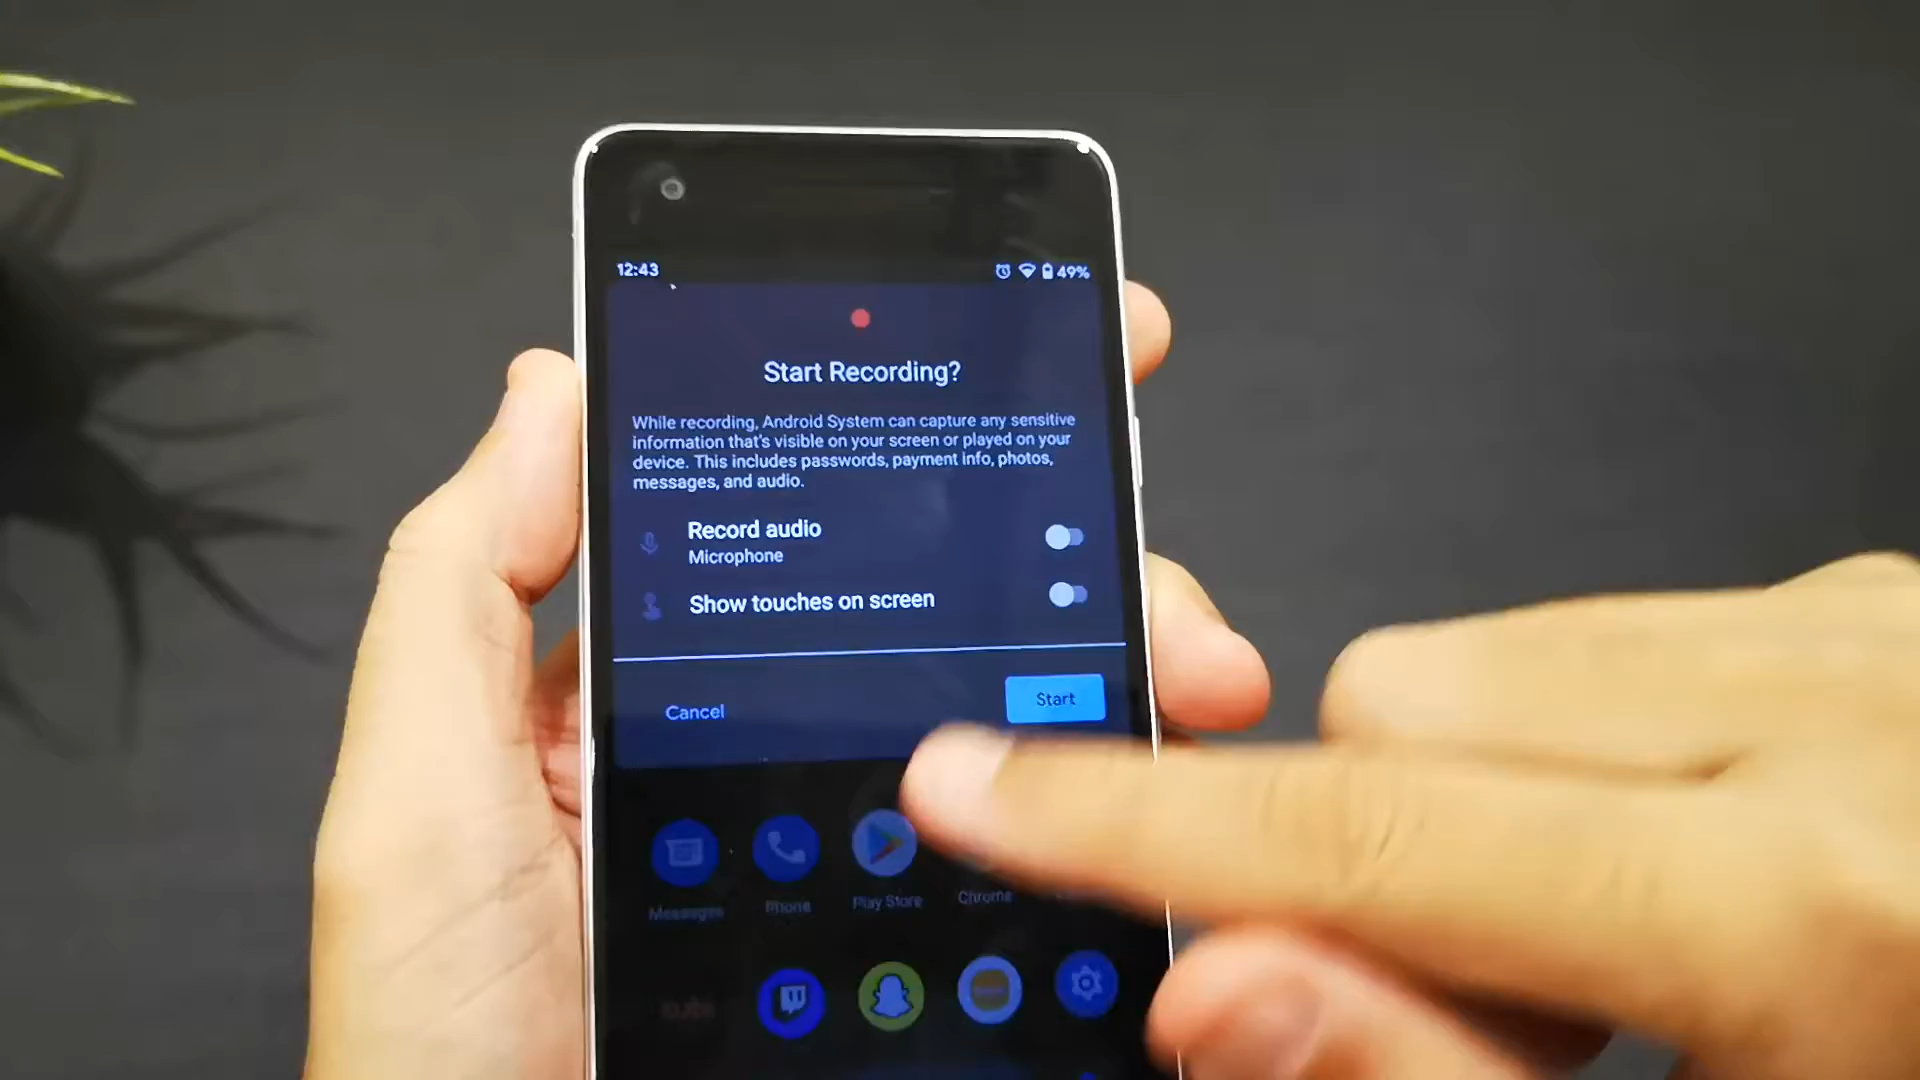 12:43
49%
Start Recording?
While recording, Android System can capture any sensitive
information that's visible on your screen or played on your
device. This includes passwords, payment info, photos,
messages, and audio.
Record audio
Microphone
Show touches on screen
Cancel
Start
Messages
Phone
Play Store
Chrome